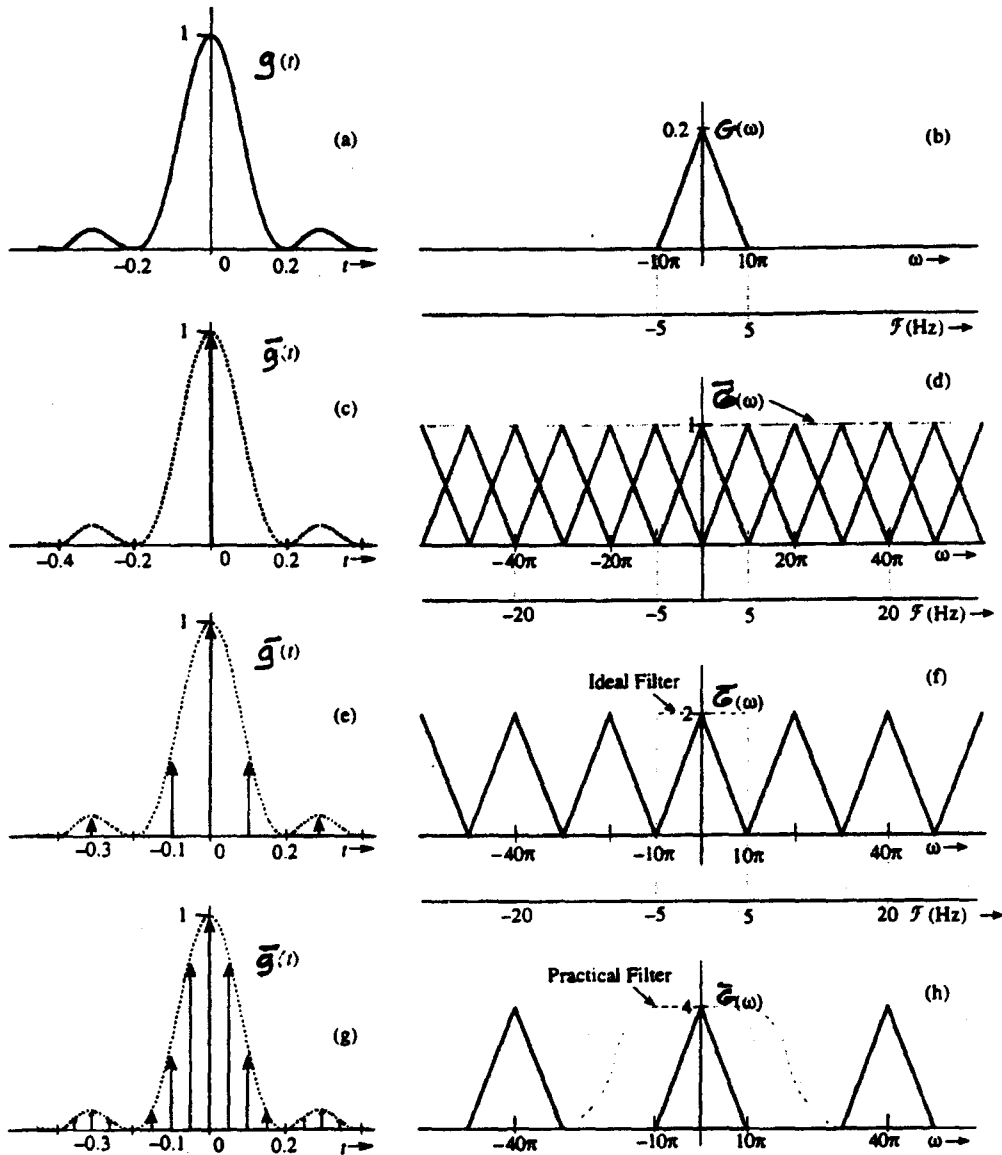 1
g(t)
(a)
-0.2 0 0.2 t→
0.2 G(ω)
(b)
-10π 10π ω→
-5 5 F(Hz) →
1
g̅(t)
(c)
-0.4 -0.2 0 0.2 t→
G̅(ω)
(d)
1
-40π -20π 20π 40π ω→
-20 -5 5 20 F(Hz) →
1
g̅(t)
(e)
-0.3 -0.1 0 0.2 t→
Ideal Filter
G̅(ω)
(f)
2
-40π -10π 10π 40π ω→
-20 -5 5 20 F(Hz) →
1
g̅(t)
(g)
-0.3 -0.1 0 0.2 t→
Practical Filter
G̅(ω)
(h)
4
-40π -10π 10π 40π ω→